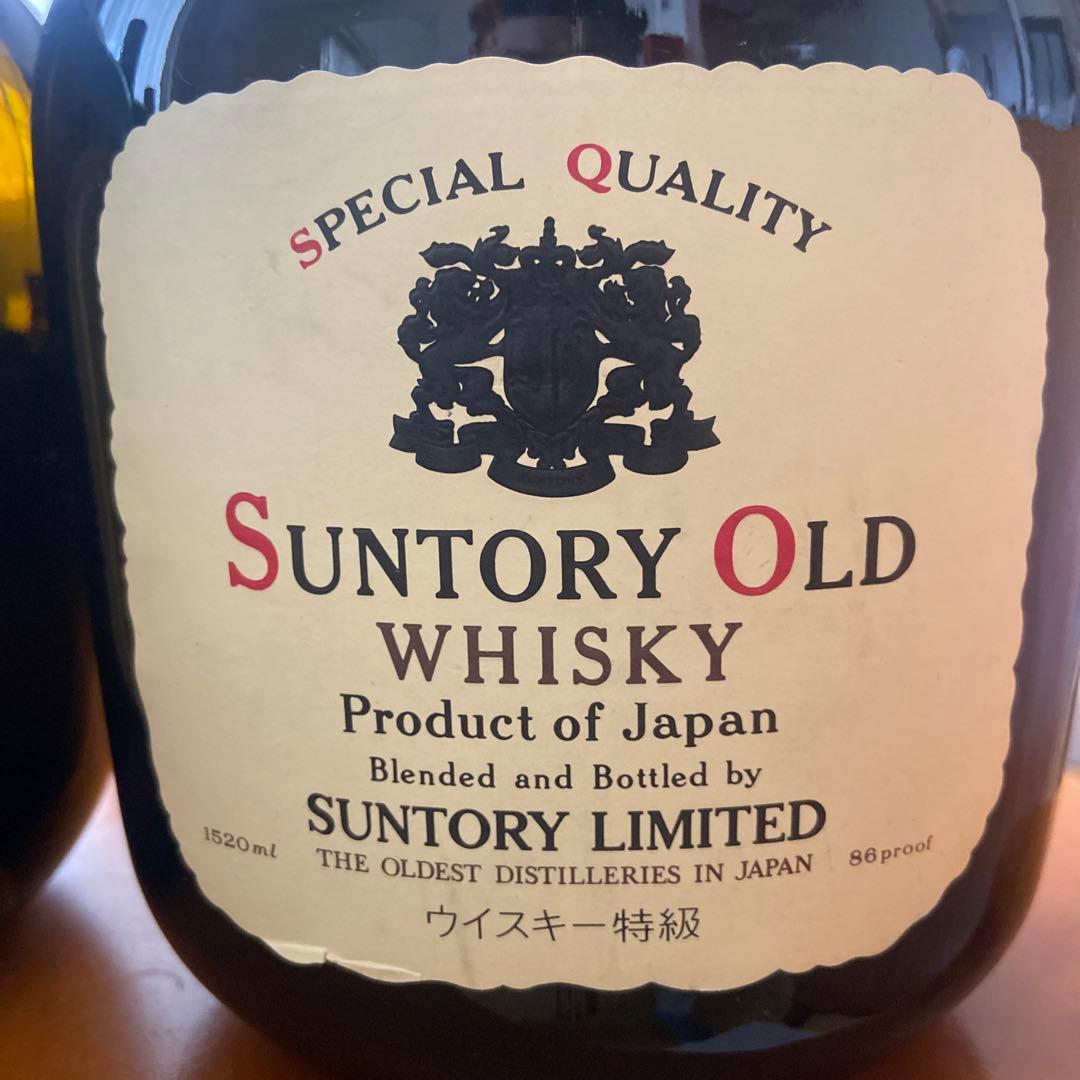 SPECIAL QUALITY
SUNTORY
SUNTORY OLD
WHISKY
Product of Japan
Blended and Bottled by
SUNTORY LIMITED
1520ml
THE OLDEST DISTILLERIES IN JAPAN
86proof
ウイスキー特級